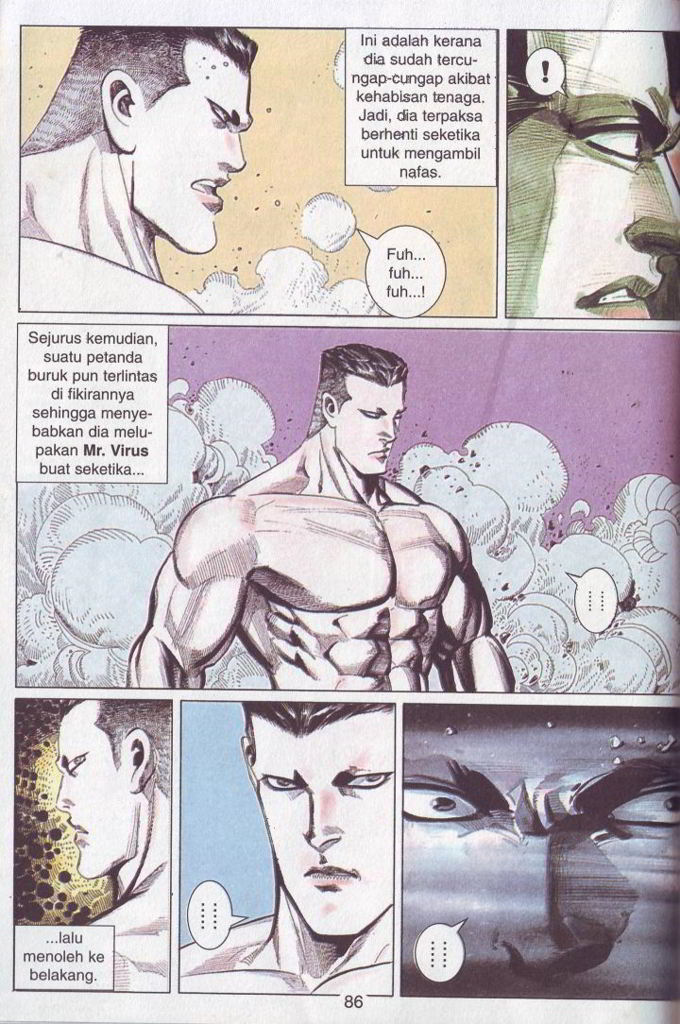 Ini adalah kerana
dia sudah tercu-
ngap-cungap akibat
kehabisan tenaga.
Jadi, dia terpaksa
berhenti seketika
untuk mengambil
nafas.
!
Fuh...
fuh...
fuh...!
Sejurus kemudian,
suatu petanda
buruk pun terlintas
di fikirannya
sehingga menye-
babkan dia melu-
pakan Mr. Virus
buat seketika...
...lalu
menoleh ke
belakang.
86